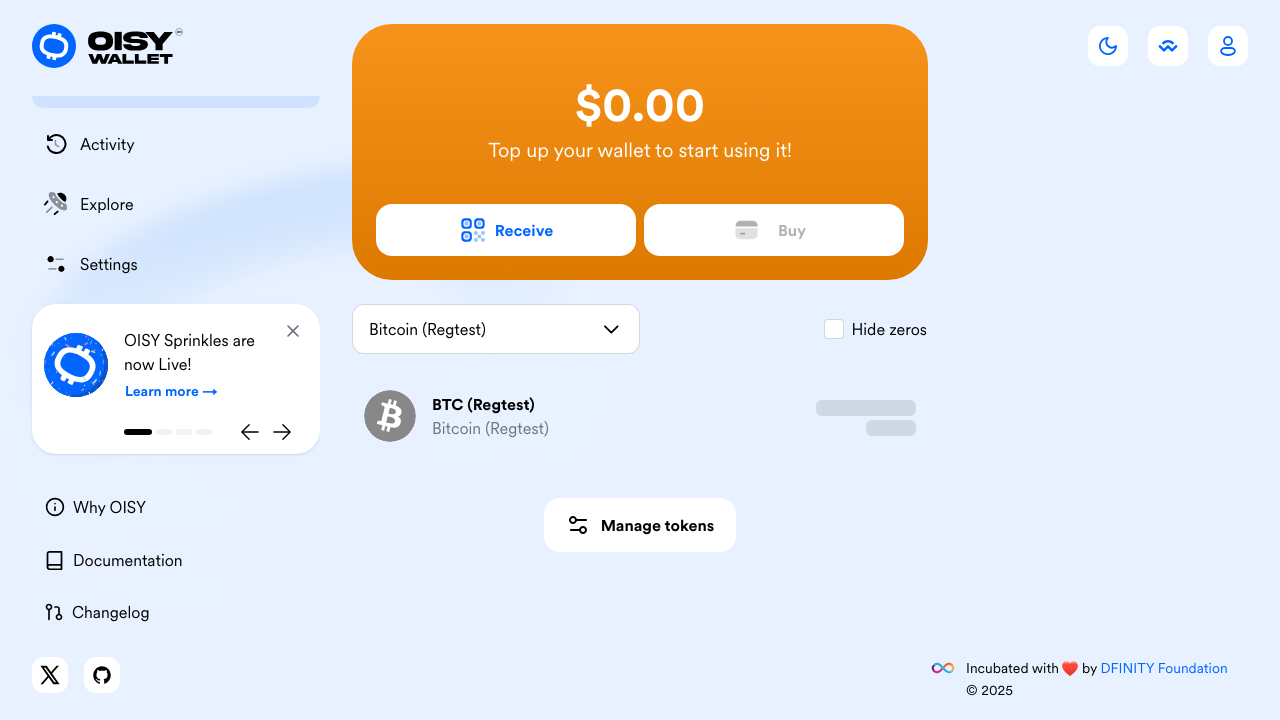 OISY
WALLET
Activity
Explore
Settings
OISY Sprinkles are
now Live!
Learn more →
Why OISY
Documentation
Changelog
$0.00
Top up your wallet to start using it!
Receive
Buy
Bitcoin (Regtest)
Hide zeros
BTC (Regtest)
Bitcoin (Regtest)
Manage tokens
Incubated with ❤️ by DFINITY Foundation
© 2025